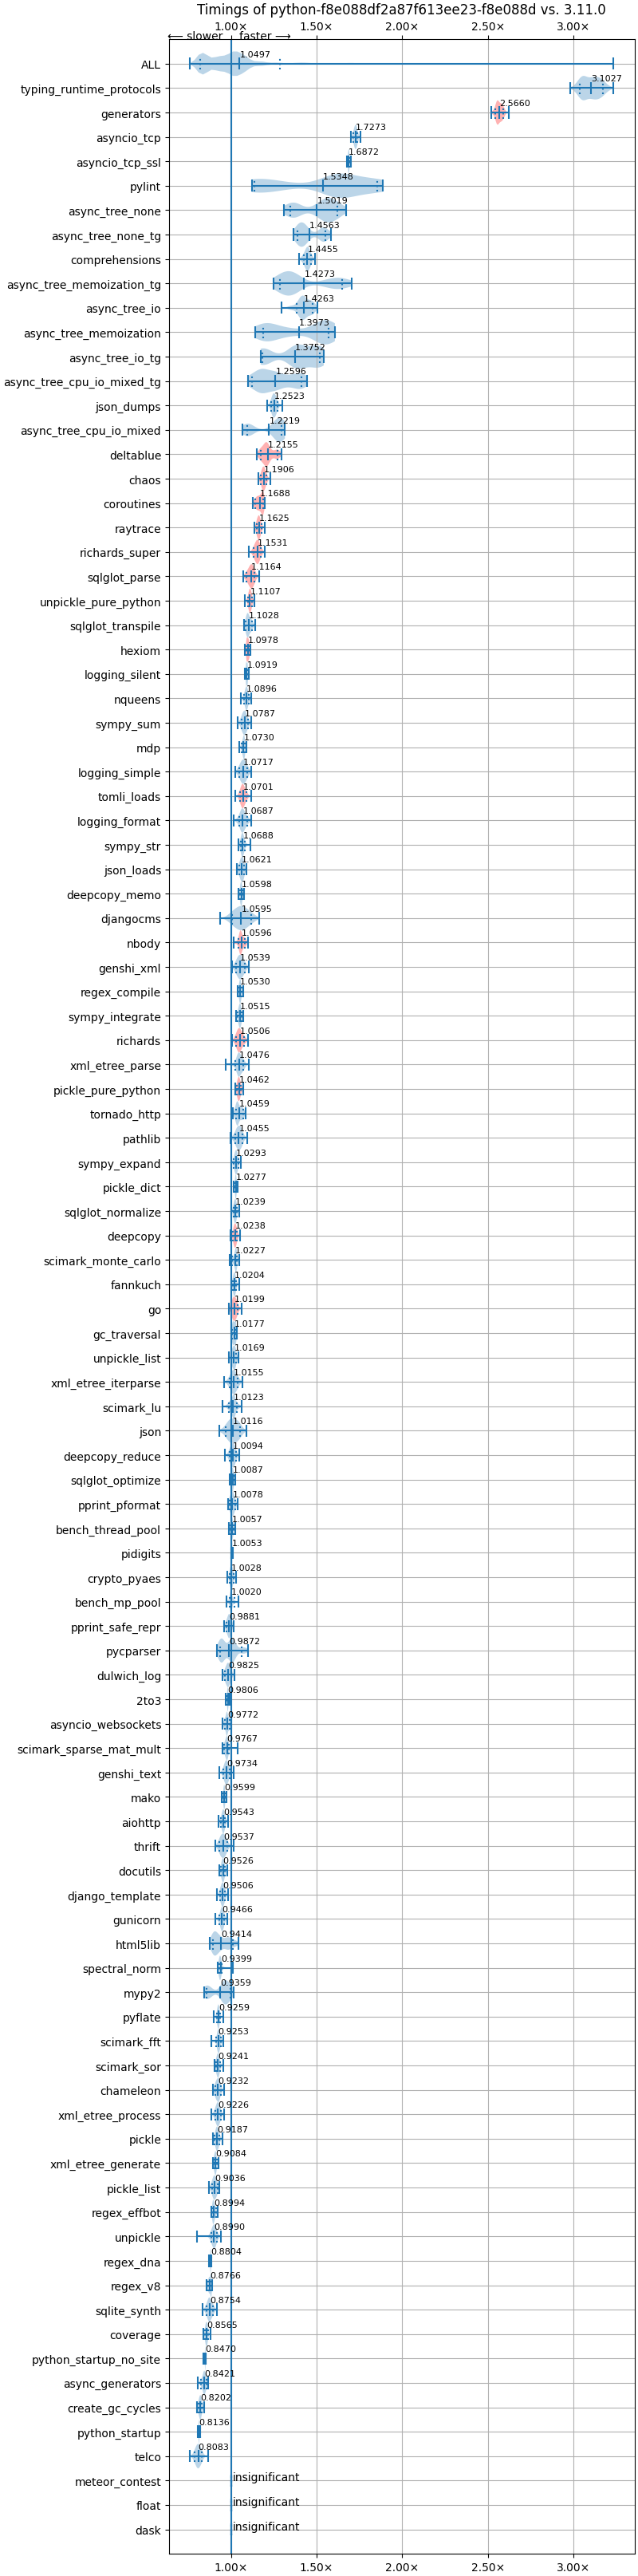 Timings of python-f8e088df2a87f613ee23-f8e088d vs. 3.11.0
1.00× 1.50× 2.00× 2.50× 3.00×
⟵ slower faster ⟶
ALL 1.0497
typing_runtime_protocols 3.1027
generators 2.5660
asyncio_tcp 1.7273
asyncio_tcp_ssl 1.6872
pylint 1.5348
async_tree_none 1.5019
async_tree_none_tg 1.4563
comprehensions 1.4455
async_tree_memoization_tg 1.4273
async_tree_io 1.4263
async_tree_memoization 1.3973
async_tree_io_tg 1.3752
async_tree_cpu_io_mixed_tg 1.2596
json_dumps 1.2523
async_tree_cpu_io_mixed 1.2219
deltablue 1.2155
chaos 1.1906
coroutines 1.1688
raytrace 1.1625
richards_super 1.1531
sqlglot_parse 1.1164
unpickle_pure_python 1.1107
sqlglot_transpile 1.1028
hexiom 1.0978
logging_silent 1.0919
nqueens 1.0896
sympy_sum 1.0787
mdp 1.0730
logging_simple 1.0717
tomli_loads 1.0701
logging_format 1.0687
sympy_str 1.0688
json_loads 1.0621
deepcopy_memo 1.0598
djangocms 1.0595
nbody 1.0596
genshi_xml 1.0539
regex_compile 1.0530
sympy_integrate 1.0515
richards 1.0506
xml_etree_parse 1.0476
pickle_pure_python 1.0462
tornado_http 1.0459
pathlib 1.0455
sympy_expand 1.0293
pickle_dict 1.0277
sqlglot_normalize 1.0239
deepcopy 1.0238
scimark_monte_carlo 1.0227
fannkuch 1.0204
go 1.0199
gc_traversal 1.0177
unpickle_list 1.0169
xml_etree_iterparse 1.0155
scimark_lu 1.0123
json 1.0116
deepcopy_reduce 1.0094
sqlglot_optimize 1.0087
pprint_pformat 1.0078
bench_thread_pool 1.0057
pidigits 1.0053
crypto_pyaes 1.0028
bench_mp_pool 1.0020
pprint_safe_repr 0.9881
pycparser 0.9872
dulwich_log 0.9825
2to3 0.9806
asyncio_websockets 0.9772
scimark_sparse_mat_mult 0.9767
genshi_text 0.9734
mako 0.9599
aiohttp 0.9543
thrift 0.9537
docutils 0.9526
django_template 0.9506
gunicorn 0.9466
html5lib 0.9414
spectral_norm 0.9399
mypy2 0.9359
pyflate 0.9259
scimark_fft 0.9253
scimark_sor 0.9241
chameleon 0.9232
xml_etree_process 0.9226
pickle 0.9187
xml_etree_generate 0.9084
pickle_list 0.9036
regex_effbot 0.8994
unpickle 0.8990
regex_dna 0.8804
regex_v8 0.8766
sqlite_synth 0.8754
coverage 0.8565
python_startup_no_site 0.8470
async_generators 0.8421
create_gc_cycles 0.8202
python_startup 0.8136
telco 0.8083
meteor_contest insignificant
float insignificant
dask insignificant
1.00× 1.50× 2.00× 2.50× 3.00×